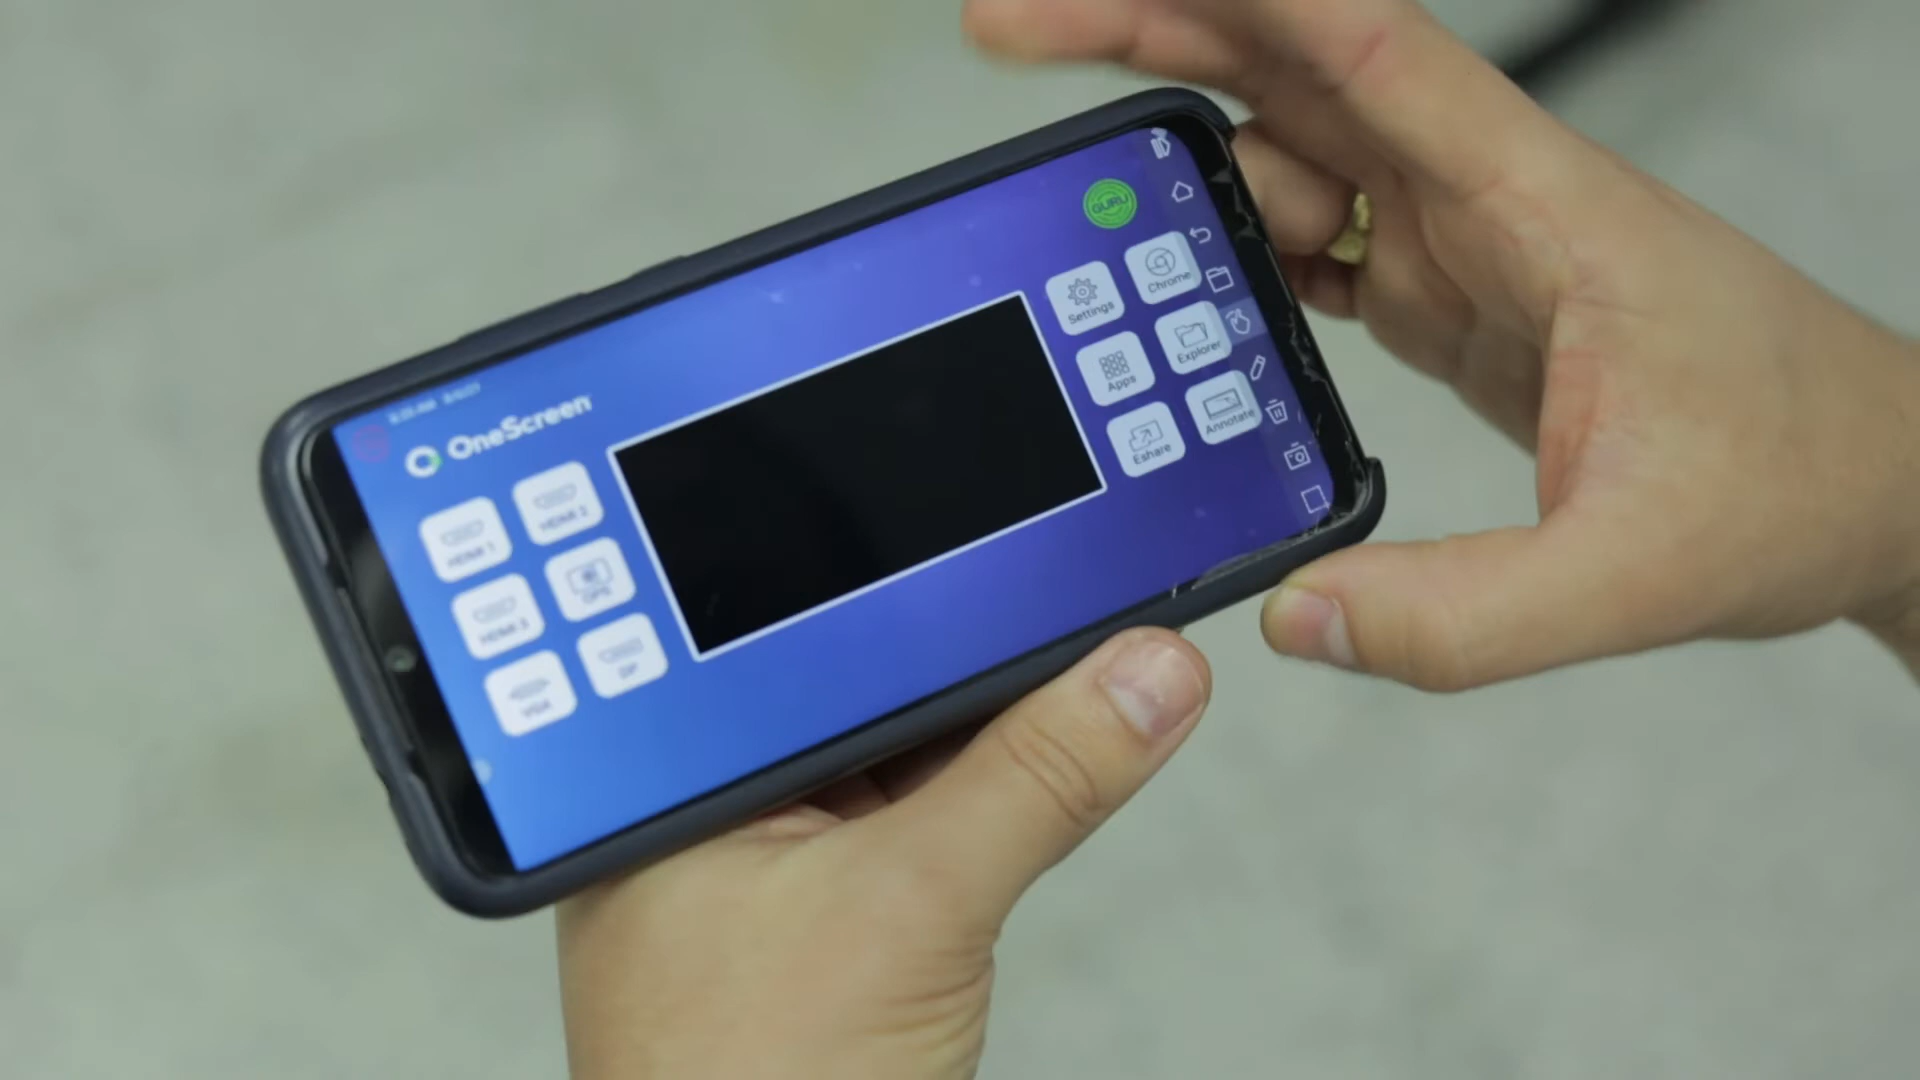 OneScreen
HDMI 1
HDMI 2
HDMI 3
OPS
VGA
DP
GURU
Settings
Chrome
Apps
Explorer
Eshare
Annotate